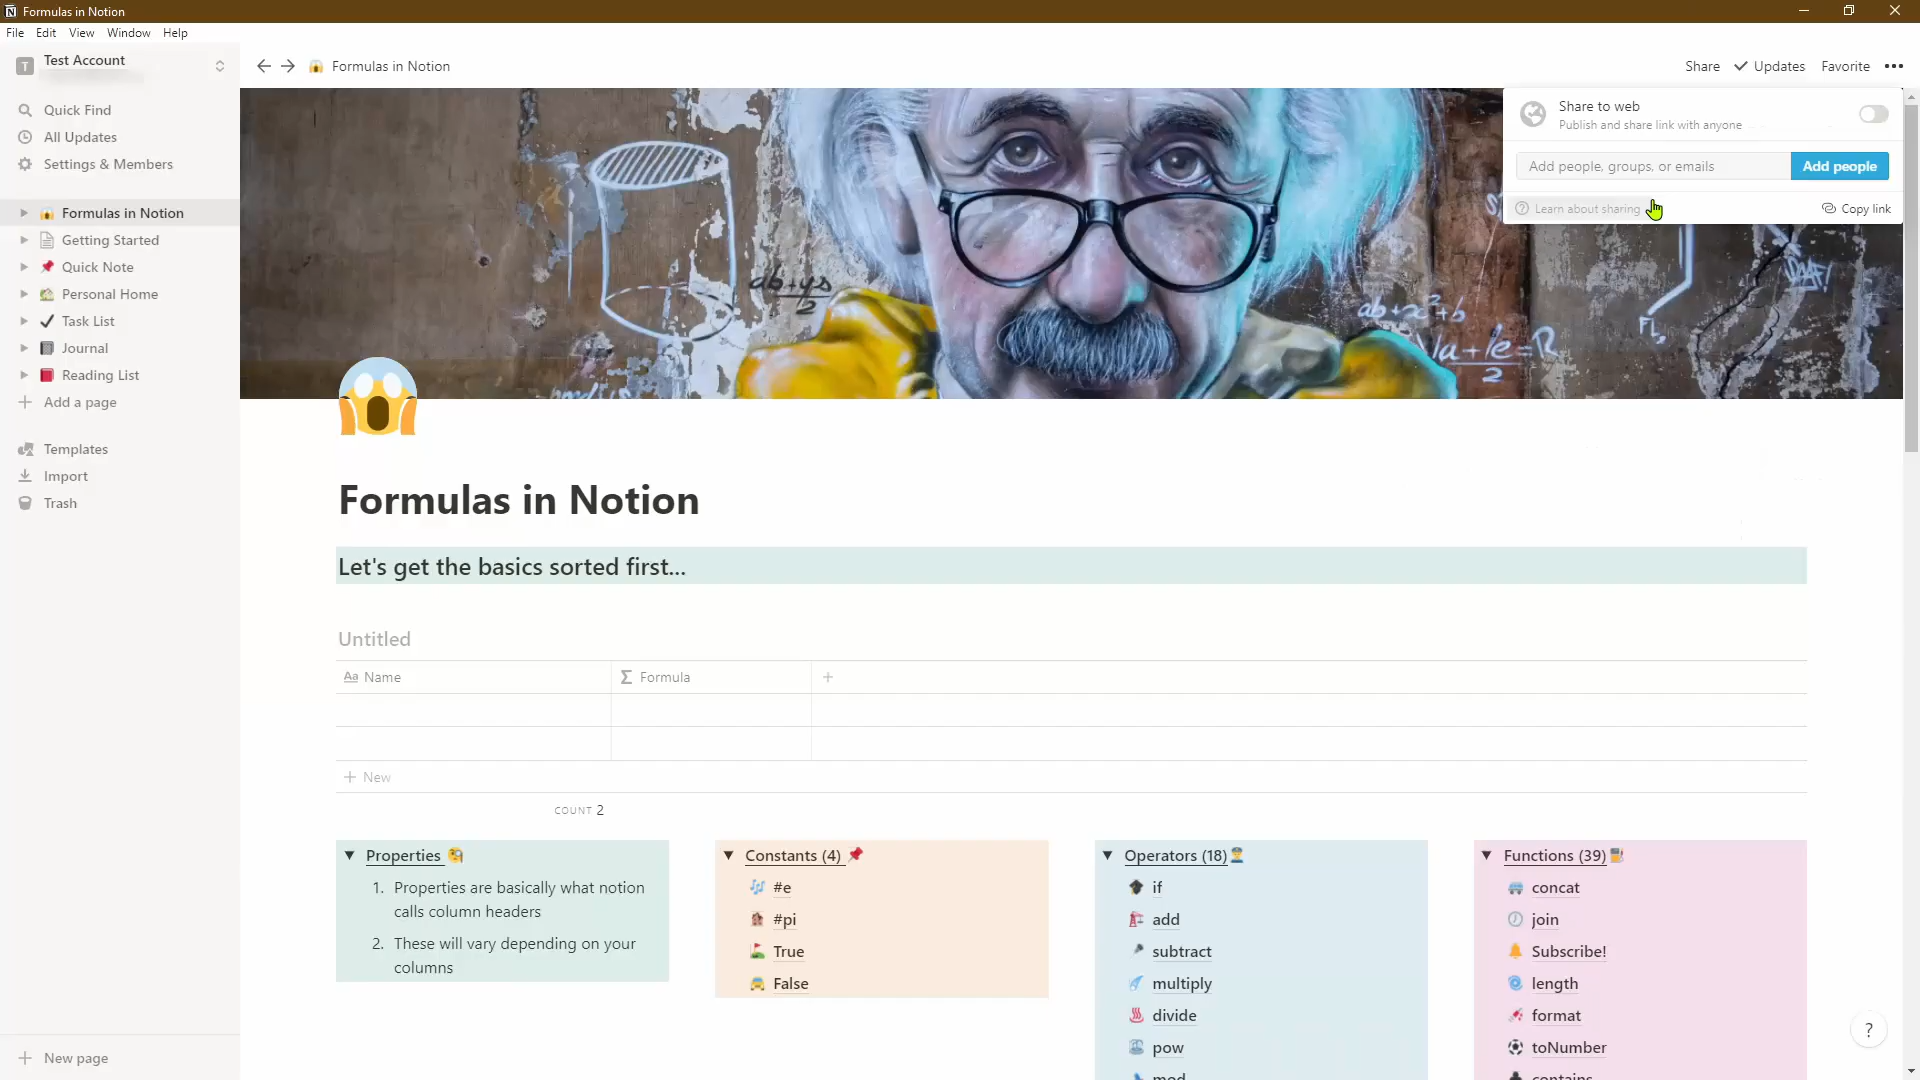 Formulas in Notion
File Edit View Window Help
T Test Account
Formulas in Notion
Share Updates Favorite
Quick Find
All Updates
Settings & Members
Formulas in Notion
Getting Started
Quick Note
Personal Home
Task List
Journal
Reading List
Add a page
Templates
Import
Trash
New page
Share to web
Publish and share link with anyone
Add people, groups, or emails
Add people
Learn about sharing
Copy link
Formulas in Notion
Let's get the basics sorted first...
Untitled
Aa Name
Σ Formula
+
+ New
COUNT 2
Properties
1. Properties are basically what notion
calls column headers
2. These will vary depending on your
columns
Constants (4)
#e
#pi
True
False
Operators (18)
if
add
subtract
multiply
divide
pow
mod
Functions (39)
concat
join
Subscribe!
length
format
toNumber
contains
?